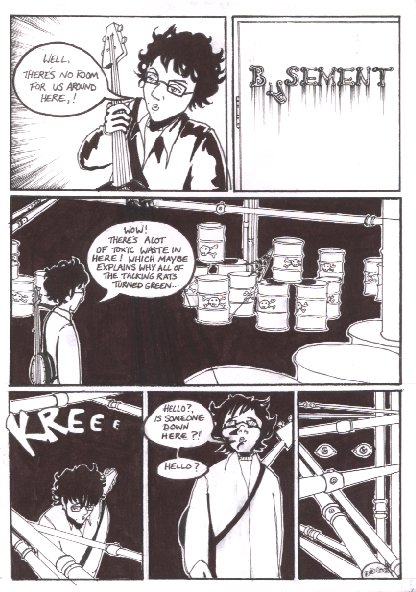 WELL,
THERE'S NO ROOM
FOR US AROUND
HERE,!
BASEMENT
WOW!
THERE'S ALOT
OF TOXIC WASTE IN
HERE! WHICH MAYBE
EXPLAINS WHY ALL OF
THE TALKING RATS
TURNED GREEN..
KREEE
HELLO?,
IS SOMEONE
DOWN
HERE?!
HELLO?